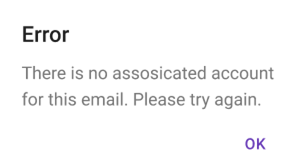 Error
There is no assosicated account
for this email. Please try again.
OK